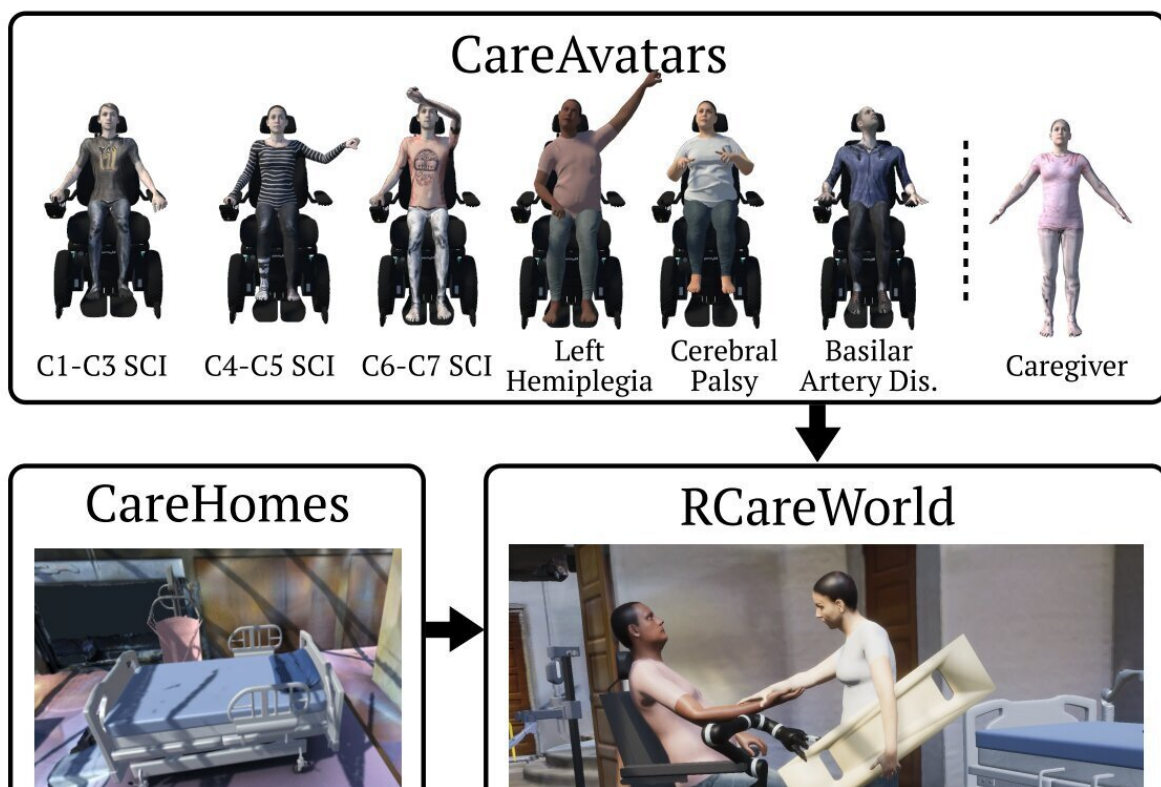 CareAvatars
C1-C3 SCI
C4-C5 SCI
C6-C7 SCI
Left
Hemiplegia
Cerebral
Palsy
Basilar
Artery Dis.
Caregiver
CareHomes
RCareWorld